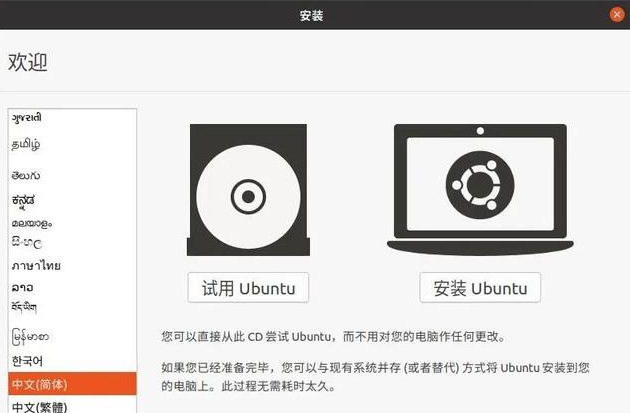 安装
欢迎
ગુજરાતી
தமிழ்
తెలుగు
ಕನ್ನಡ
മലയാളം
සිංහල
ภาษาไทย
ລາວ
རྫོང་ཁ
မြန်မာစာ
한국어
中文(简体)
中文(繁體)
试用 Ubuntu
安装 Ubuntu
您可以直接从此 CD 尝试 Ubuntu，而不用对您的电脑作任何更改。
如果您已经准备完毕，您可以与现有系统并存 (或者替代) 方式将 Ubuntu 安装到您
的电脑上。此过程无需耗时太久。